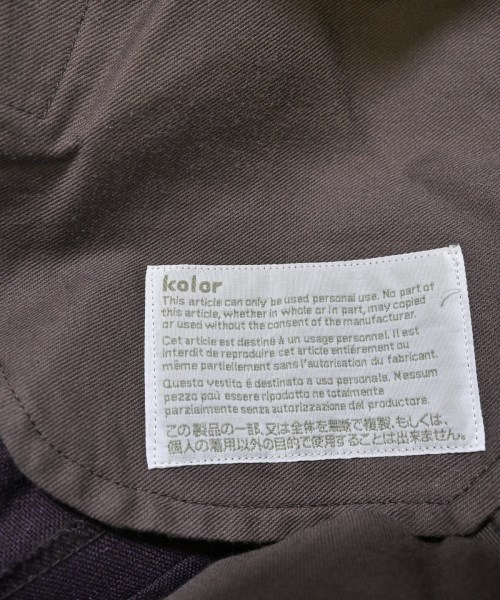 kolor
This article can only be used personal use. No part of
this article, whether in whole or in part, may copied
or used without the consent of the manufacturer.
Cet article est destiné à un usage personnel. Il est
interdit de reproduire cet article entiérement ou
même partiellement sans l'autorisation du fabricant.
Questo vestito é destinato a uso personale. Nessum
pezzo puá essere ripodotto ne totalmente
parzialmente senza autorizzazione del productore.
この製品の一部、又は全体を無断で複製、もしくは、
個人の着用以外の目的で使用することは出来ません。